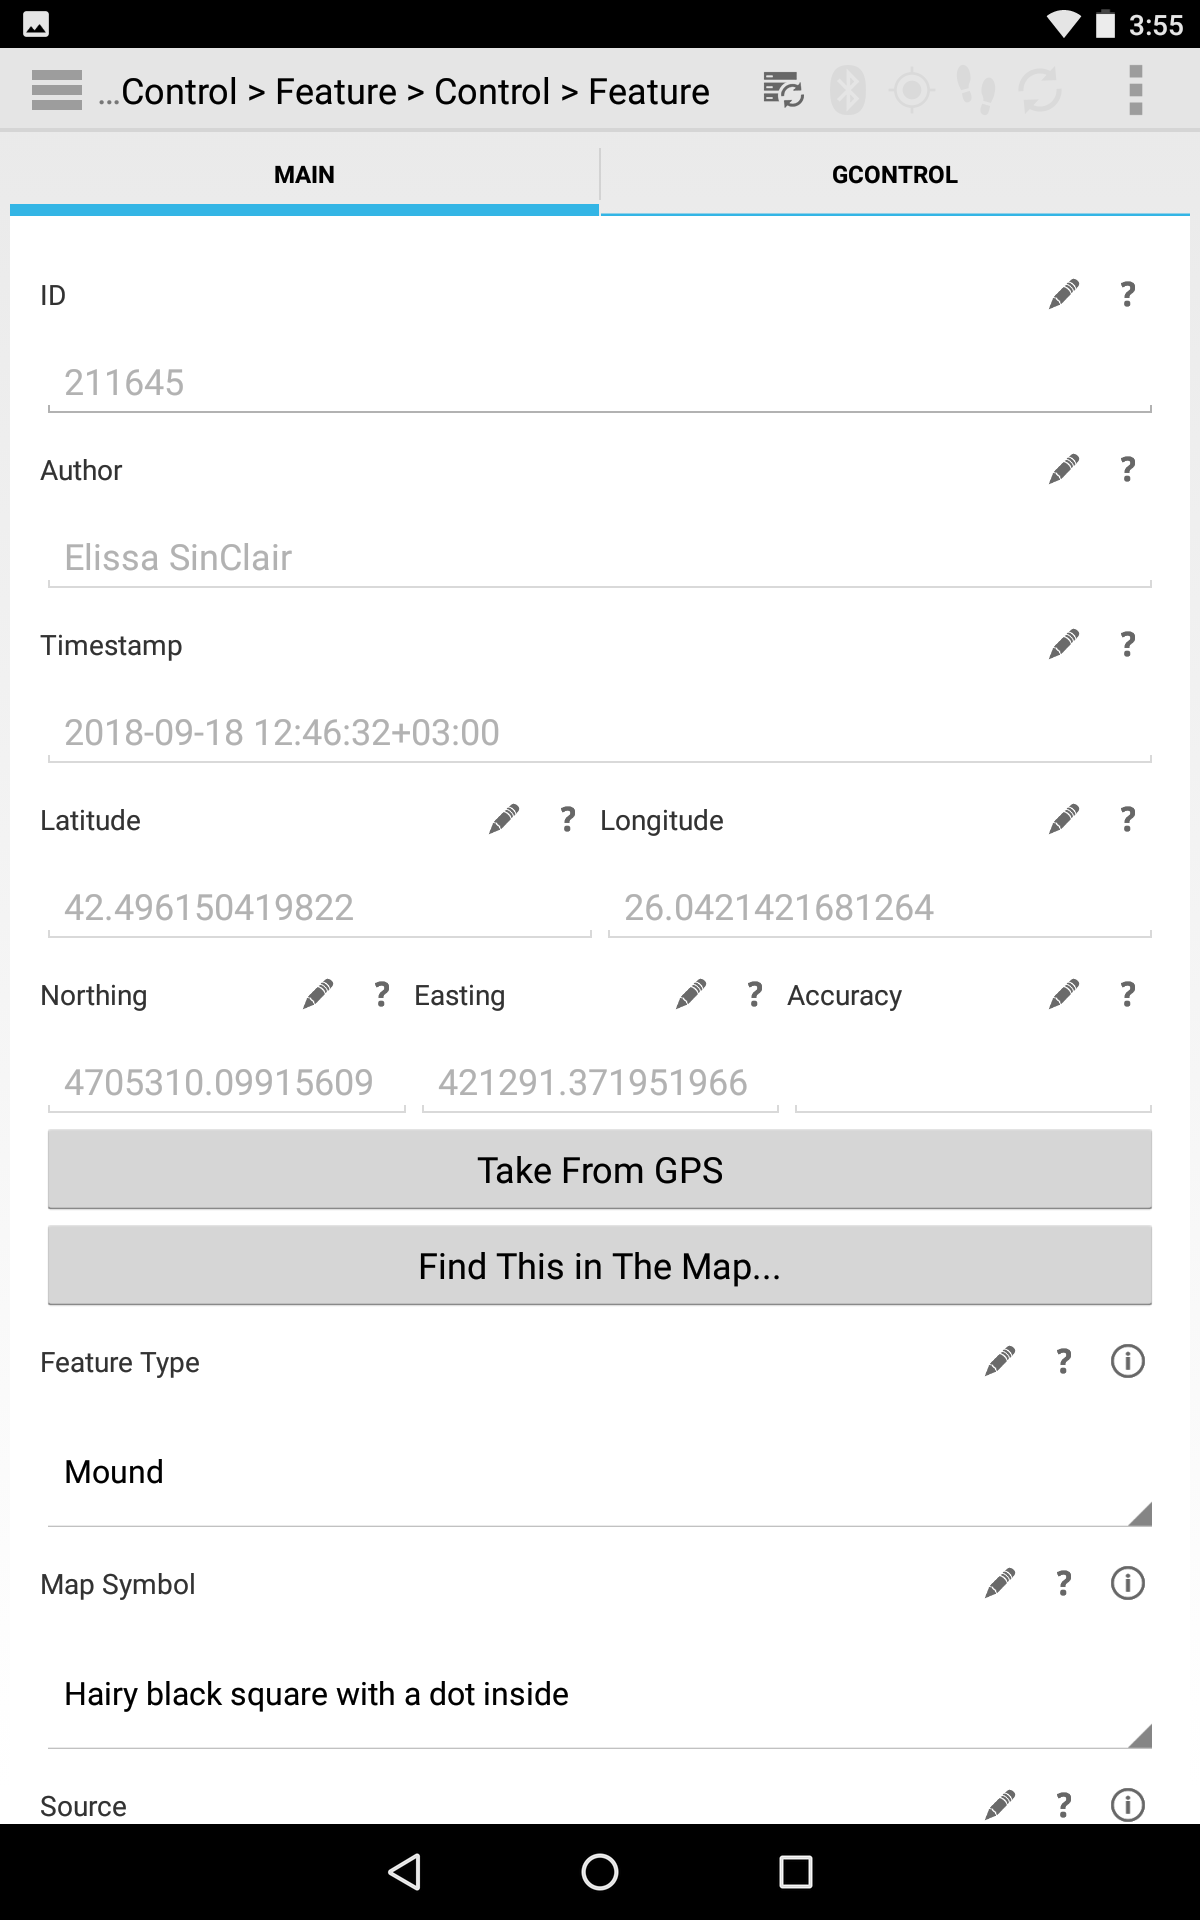 3:55
...Control > Feature > Control > Feature
MAIN GCONTROL
ID ?
211645
Author ?
Elissa SinClair
Timestamp ?
2018-09-18 12:46:32+03:00
Latitude ? Longitude ?
42.496150419822 26.0421421681264
Northing ? Easting ? Accuracy ?
4705310.09915609 421291.371951966
Take From GPS
Find This in The Map...
Feature Type ? i
Mound
Map Symbol ? i
Hairy black square with a dot inside
Source ? i